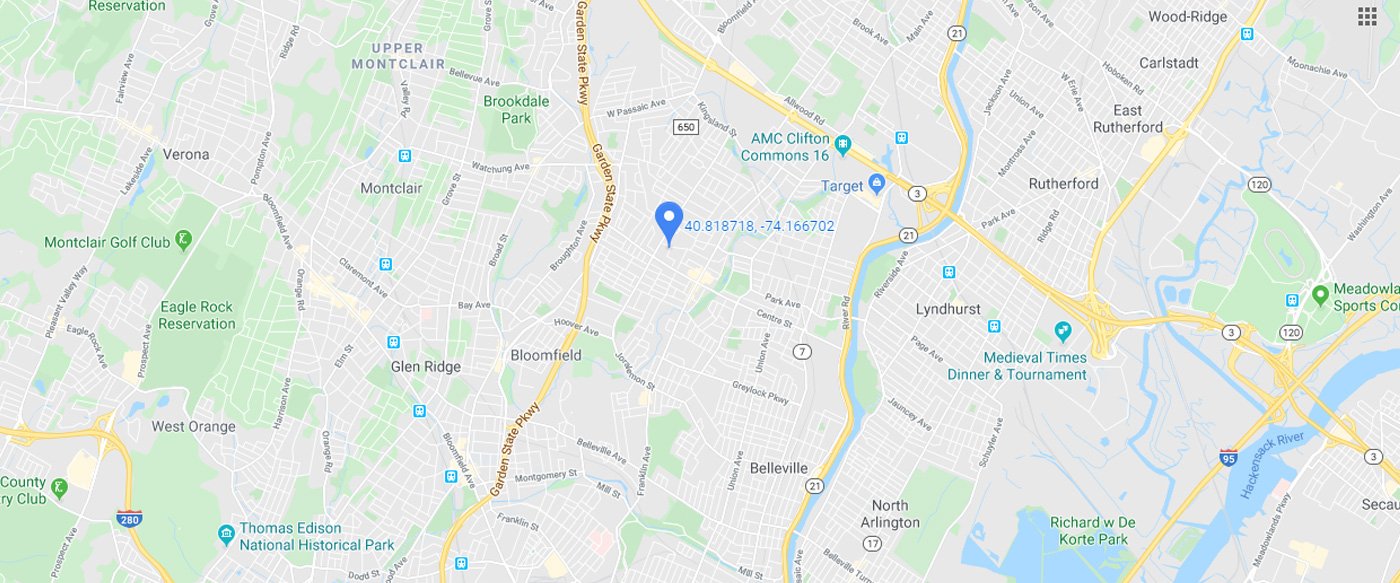 Reservation
Grove St
Grove St
Ridge Rd
Garden State Pkwy
Bloomfield Ave
Brook Ave
Main Ave
21
Wood-Ridge
UPPER
MONTCLAIR
Fairview Ave
Bellevue Ave
Valley Rd
Brookdale
Park
W Passaic Ave
Kingsland St
Allwood Rd
Carlstadt
Moonachie Ave
Hoboken Rd
W Erie Ave
Jackson Ave
Union Ave
East
Rutherford
650
AMC Clifton
Commons 16
Montross Ave
Verona
Lakeside Ave
Pompton Ave
Watchung Ave
Garden State Pkwy
Montclair
Grove St
Target
3
Rutherford
120
Bloomfield Ave
40.818718, -74.166702
Park Ave
Ridge Rd
Washington Ave
Montclair Golf Club
Broad St
Broughton Ave
21
Riverside Ave
Pleasant Valley Way
Claremont Ave
Orange Rd
Eagle Rock
Reservation
Bay Ave
Park Ave
Centre St
River Rd
Lyndhurst
Meadowla
Sports Co
Eagle Rock Ave
Prospect Ave
Hoover Ave
Union Ave
3
120
Elm St
Bloomfield
Joralemon St
7
Page Ave
Medieval Times
Dinner & Tournament
Glen Ridge
Harrison Ave
Greylock Pkwy
Jauncey Ave
West Orange
Orange Rd
Bloomfield Ave
Garden State Pkwy
Belleville Ave
Franklin Ave
Union Ave
Schuyler Ave
95
Hackensack River
3
Belleville
County
ry Club
Montgomery St
Mill St
21
Meadowlands Pkwy
Secau
280
Thomas Edison
National Historical Park
Franklin St
North
Arlington
17
Richard w De
Korte Park
Prospect Ave
Dodd St
ood Ave
saic Ave
Belleville Turn